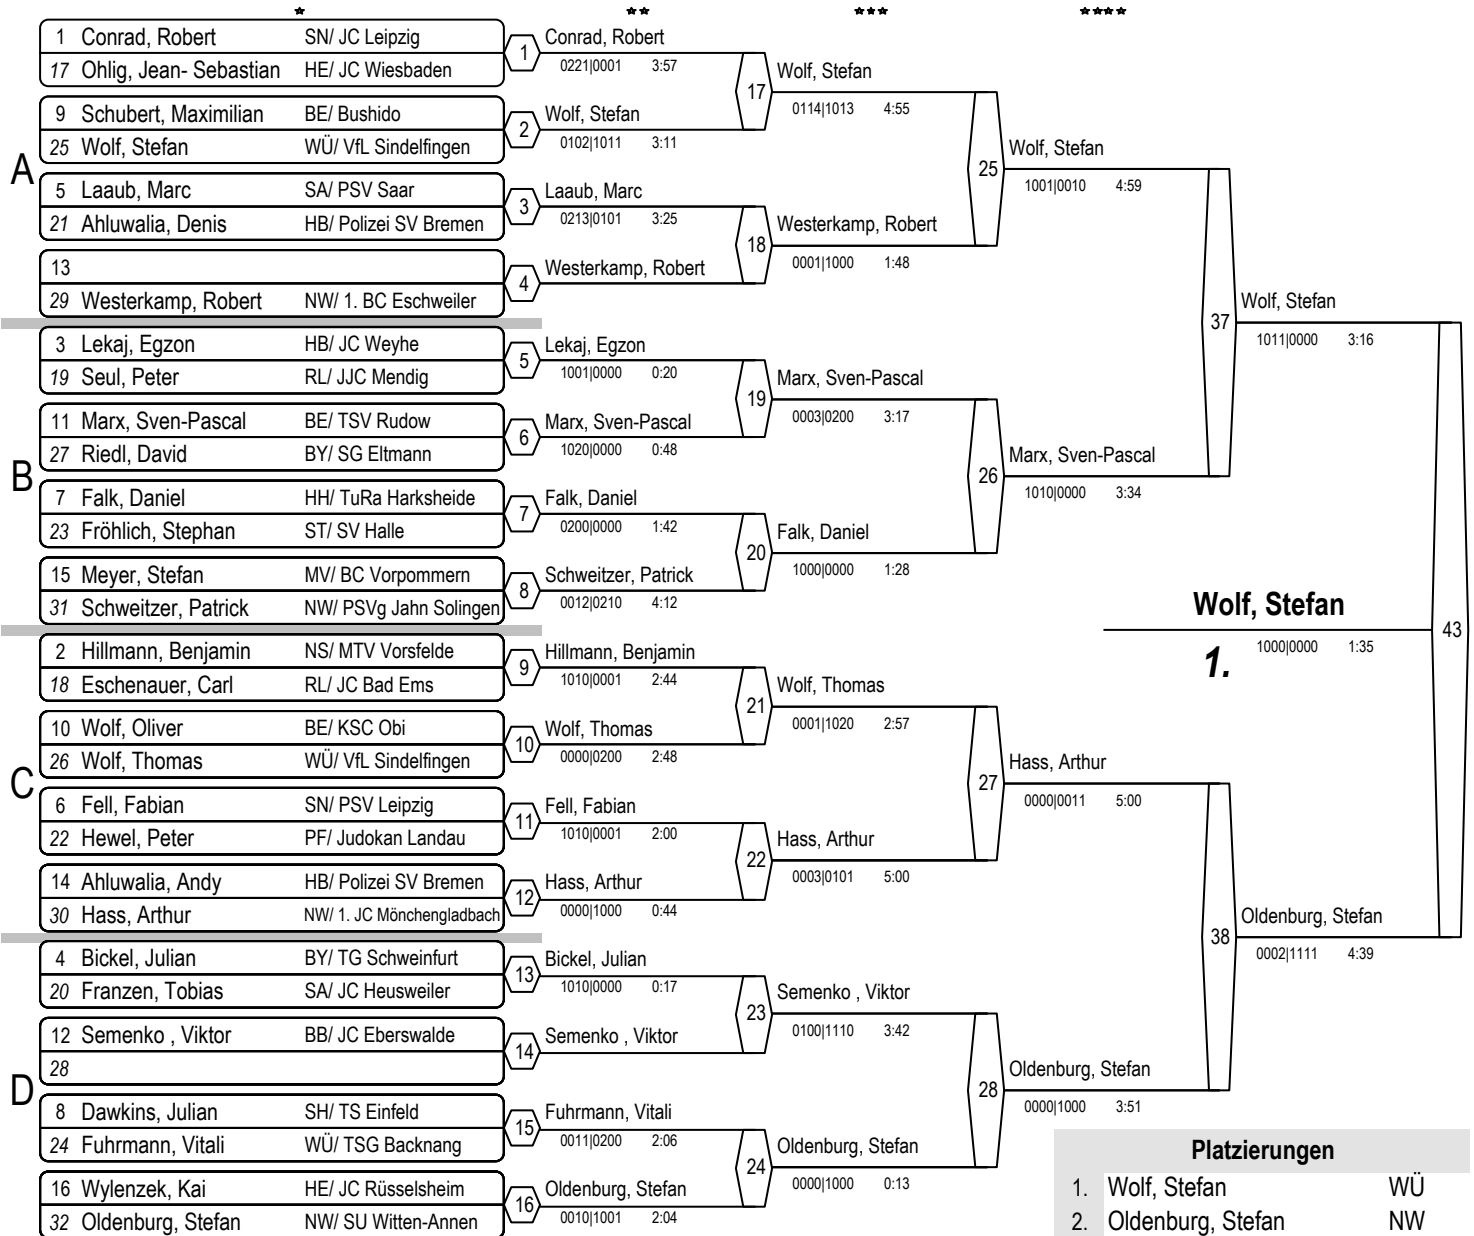 * ** *** ****
A
1 Conrad, Robert SN/ JC Leipzig
17 Ohlig, Jean- Sebastian HE/ JC Wiesbaden
9 Schubert, Maximilian BE/ Bushido
25 Wolf, Stefan WÜ/ VfL Sindelfingen
5 Laaub, Marc SA/ PSV Saar
21 Ahluwalia, Denis HB/ Polizei SV Bremen
13
29 Westerkamp, Robert NW/ 1. BC Eschweiler
B
3 Lekaj, Egzon HB/ JC Weyhe
19 Seul, Peter RL/ JJC Mendig
11 Marx, Sven-Pascal BE/ TSV Rudow
27 Riedl, David BY/ SG Eltmann
7 Falk, Daniel HH/ TuRa Harksheide
23 Fröhlich, Stephan ST/ SV Halle
15 Meyer, Stefan MV/ BC Vorpommern
31 Schweitzer, Patrick NW/ PSVg Jahn Solingen
C
2 Hillmann, Benjamin NS/ MTV Vorsfelde
18 Eschenauer, Carl RL/ JC Bad Ems
10 Wolf, Oliver BE/ KSC Obi
26 Wolf, Thomas WÜ/ VfL Sindelfingen
6 Fell, Fabian SN/ PSV Leipzig
22 Hewel, Peter PF/ Judokan Landau
14 Ahluwalia, Andy HB/ Polizei SV Bremen
30 Hass, Arthur NW/ 1. JC Mönchengladbach
D
4 Bickel, Julian BY/ TG Schweinfurt
20 Franzen, Tobias SA/ JC Heusweiler
12 Semenko , Viktor BB/ JC Eberswalde
28
8 Dawkins, Julian SH/ TS Einfeld
24 Fuhrmann, Vitali WÜ/ TSG Backnang
16 Wylenzek, Kai HE/ JC Rüsselsheim
32 Oldenburg, Stefan NW/ SU Witten-Annen
1 Conrad, Robert
0221|0001 3:57
2 Wolf, Stefan
0102|1011 3:11
3 Laaub, Marc
0213|0101 3:25
4 Westerkamp, Robert
5 Lekaj, Egzon
1001|0000 0:20
6 Marx, Sven-Pascal
1020|0000 0:48
7 Falk, Daniel
0200|0000 1:42
8 Schweitzer, Patrick
0012|0210 4:12
9 Hillmann, Benjamin
1010|0001 2:44
10 Wolf, Thomas
0000|0200 2:48
11 Fell, Fabian
1010|0001 2:00
12 Hass, Arthur
0000|1000 0:44
13 Bickel, Julian
1010|0000 0:17
14 Semenko , Viktor
15 Fuhrmann, Vitali
0011|0200 2:06
16 Oldenburg, Stefan
0010|1001 2:04
17 Wolf, Stefan
0114|1013 4:55
18 Westerkamp, Robert
0001|1000 1:48
19 Marx, Sven-Pascal
0003|0200 3:17
20 Falk, Daniel
1000|0000 1:28
21 Wolf, Thomas
0001|1020 2:57
22 Hass, Arthur
0003|0101 5:00
23 Semenko , Viktor
0100|1110 3:42
24 Oldenburg, Stefan
0000|1000 0:13
25 Wolf, Stefan
1001|0010 4:59
26 Marx, Sven-Pascal
1010|0000 3:34
27 Hass, Arthur
0000|0011 5:00
28 Oldenburg, Stefan
0000|1000 3:51
37 Wolf, Stefan
1011|0000 3:16
38 Oldenburg, Stefan
0002|1111 4:39
43
Wolf, Stefan
1. 1000|0000 1:35
Platzierungen
1. Wolf, Stefan WÜ
2. Oldenburg, Stefan NW